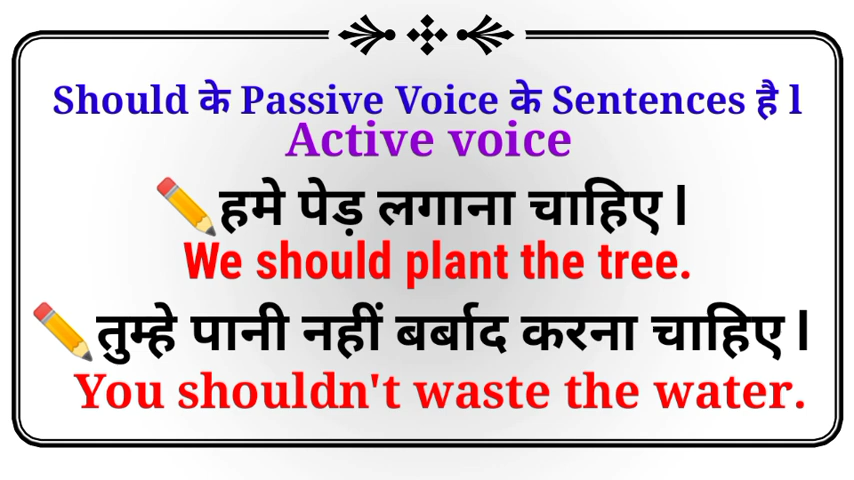 Should के Passive Voice के Sentences है l
Active voice
हमे पेड़ लगाना चाहिए l
We should plant the tree.
तुम्हे पानी नहीं बर्बाद करना चाहिए l
You shouldn't waste the water.